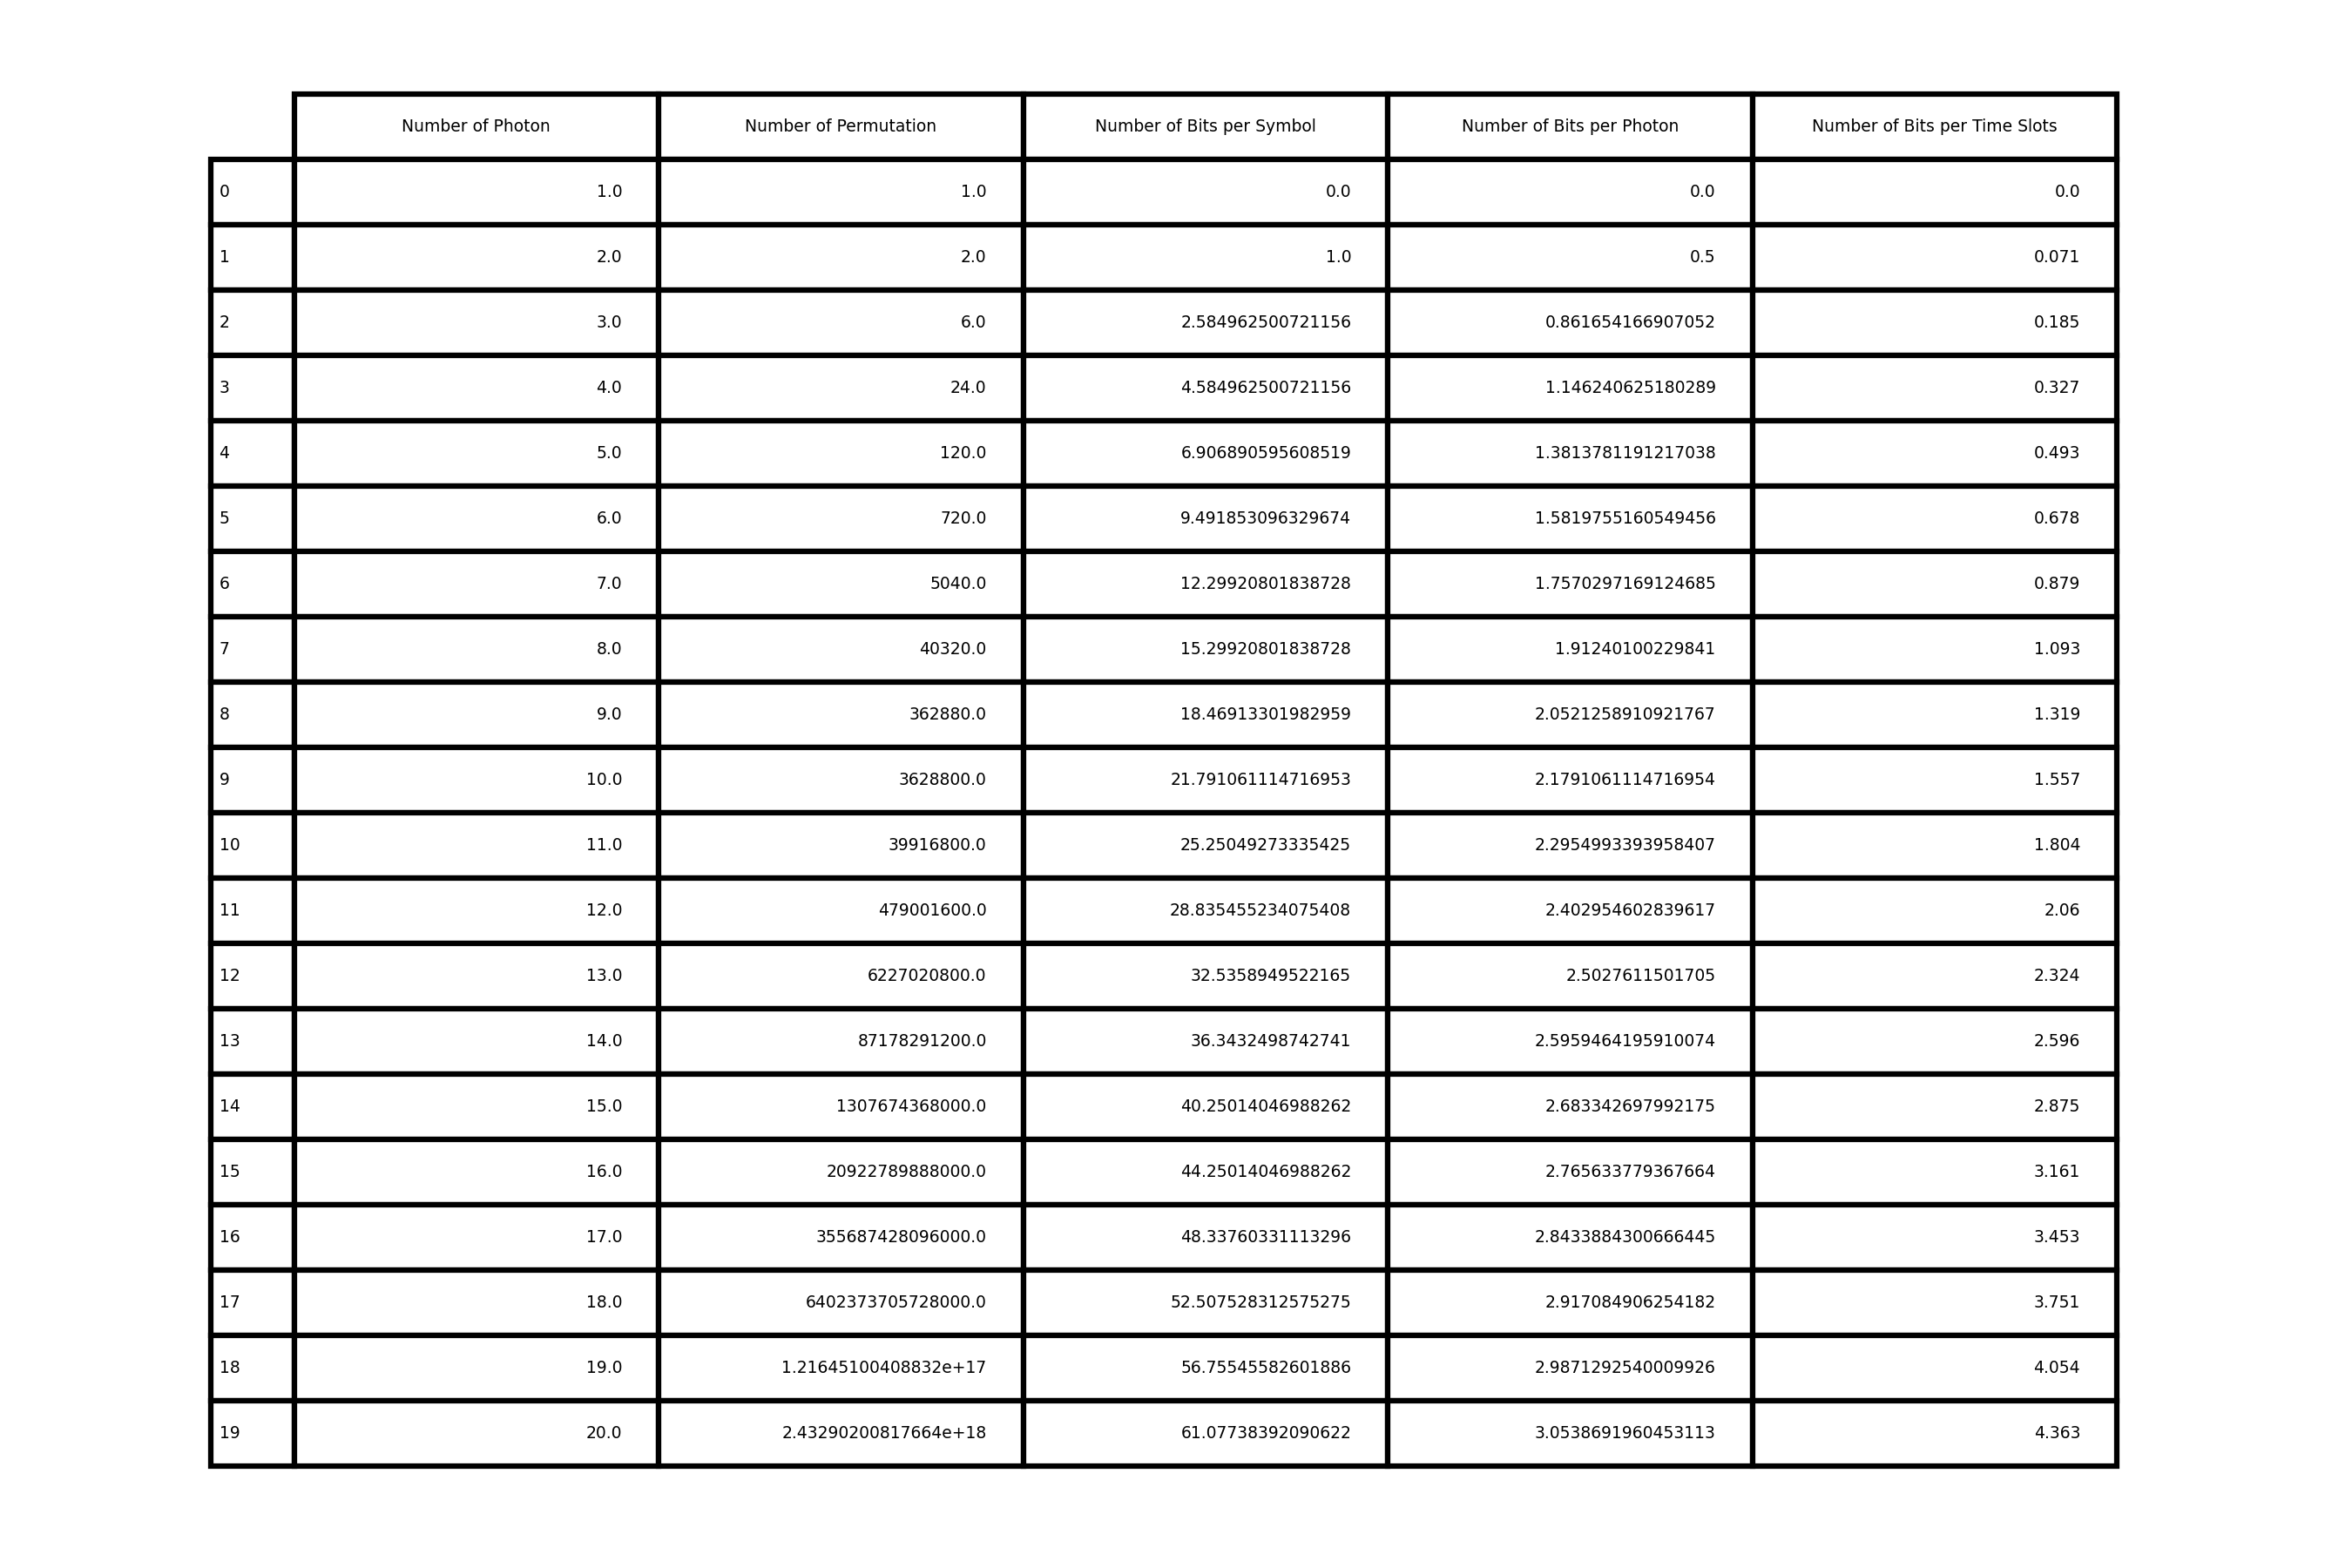 Number of Photon Number of Permutation Number of Bits per Symbol Number of Bits per Photon Number of Bits per Time Slots
0 1.0 1.0 0.0 0.0 0.0
1 2.0 2.0 1.0 0.5 0.071
2 3.0 6.0 2.584962500721156 0.861654166907052 0.185
3 4.0 24.0 4.584962500721156 1.146240625180289 0.327
4 5.0 120.0 6.906890595608519 1.3813781191217038 0.493
5 6.0 720.0 9.491853096329674 1.5819755160549456 0.678
6 7.0 5040.0 12.29920801838728 1.7570297169124685 0.879
7 8.0 40320.0 15.29920801838728 1.91240100229841 1.093
8 9.0 362880.0 18.46913301982959 2.0521258910921767 1.319
9 10.0 3628800.0 21.791061114716953 2.1791061114716954 1.557
10 11.0 39916800.0 25.25049273335425 2.2954993393958407 1.804
11 12.0 479001600.0 28.835455234075408 2.402954602839617 2.06
12 13.0 6227020800.0 32.5358949522165 2.5027611501705 2.324
13 14.0 87178291200.0 36.3432498742741 2.5959464195910074 2.596
14 15.0 1307674368000.0 40.25014046988262 2.683342697992175 2.875
15 16.0 20922789888000.0 44.25014046988262 2.765633779367664 3.161
16 17.0 355687428096000.0 48.33760331113296 2.8433884300666445 3.453
17 18.0 6402373705728000.0 52.507528312575275 2.917084906254182 3.751
18 19.0 1.21645100408832e+17 56.75545582601886 2.9871292540009926 4.054
19 20.0 2.43290200817664e+18 61.07738392090622 3.0538691960453113 4.363